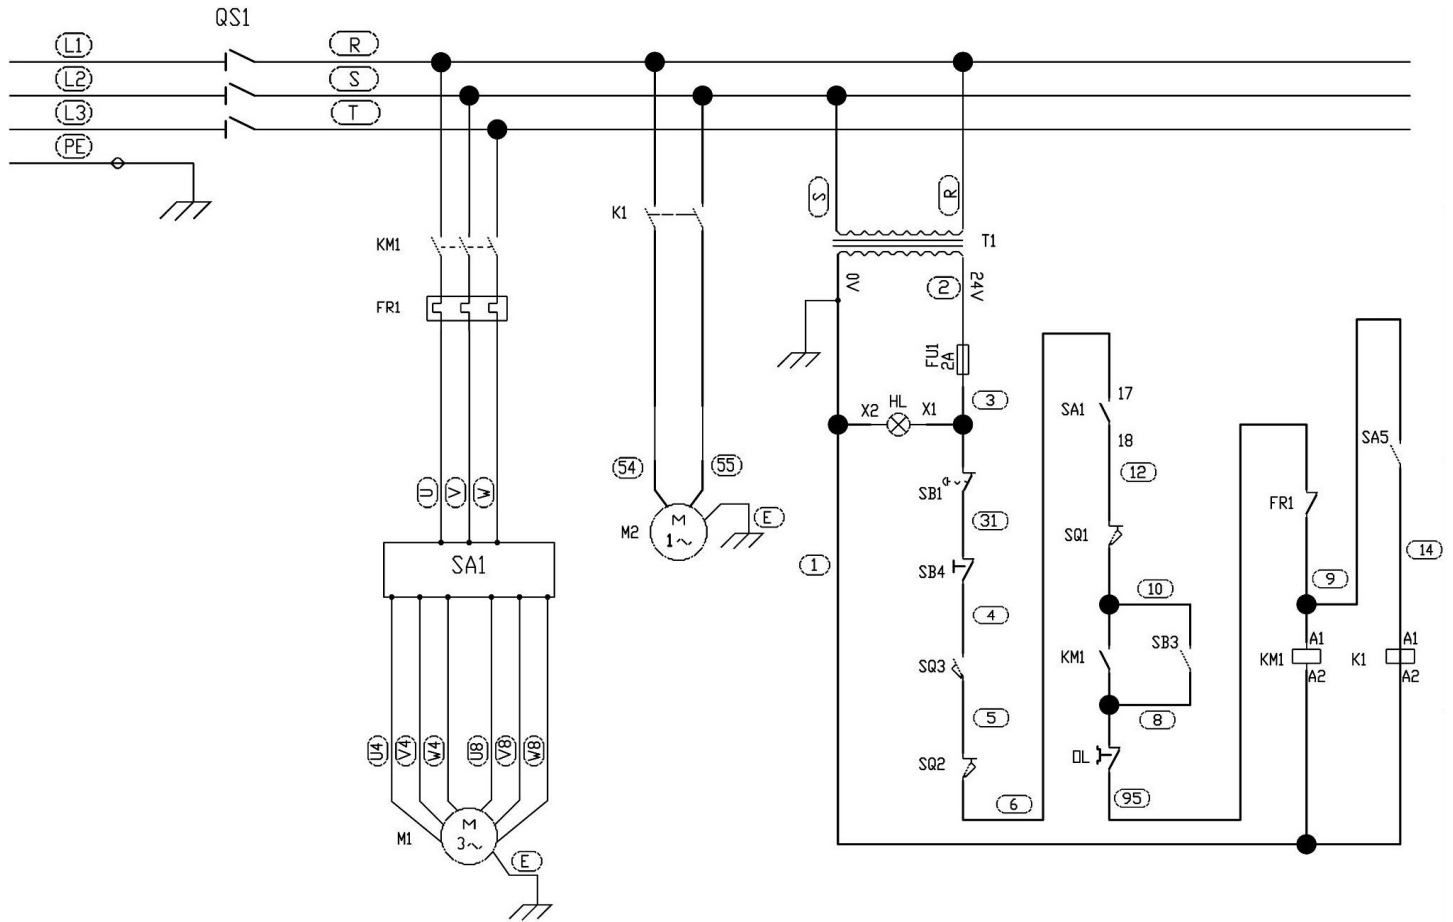 QS1
L1
R
L2
S
L3
T
PE
S
R
K1
KM1
T1
FR1
0V
2
24V
FU1
2A
3
X2
HL
X1
SA1
17
18
SA5
54
55
12
U
V
W
SB1
FR1
M2
M
1~
E
31
SQ1
14
SA1
1
SB4
9
10
4
SB3
KM1
KM1
A1
A2
K1
A1
A2
SQ3
5
8
U4
V4
W4
U8
V8
W8
SQ2
OL
6
95
M1
M
3~
E